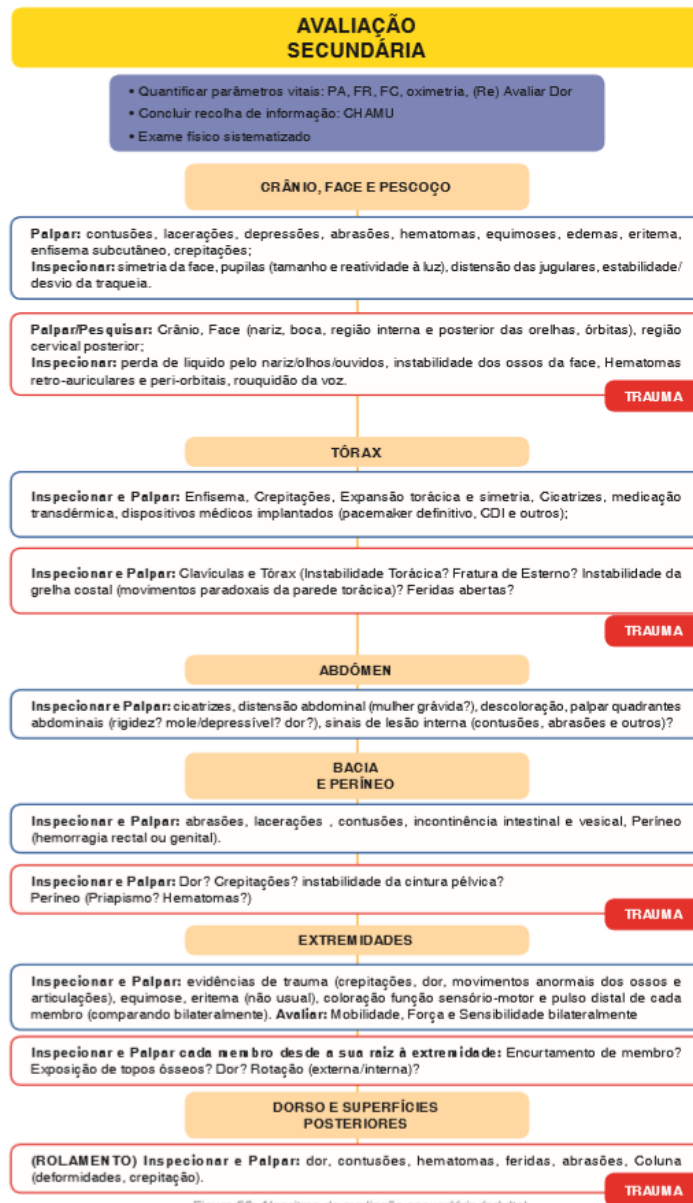 AVALIAÇÃO
SECUNDÁRIA
• Quantificar parâmetros vitais: PA, FR, FC, oximetria, (Re) Avaliar Dor
• Concluir recolha de informação: CHAMU
• Exame físico sistematizado
CRÂNIO, FACE E PESCOÇO
Palpar: contusões, lacerações, depressões, abrasões, hematomas, equimoses, edemas, eritema,
enfisema subcutâneo, crepitações;
Inspecionar: simetria da face, pupilas (tamanho e reatividade à luz), distensão das jugulares, estabilidade/
desvio da traqueia.
Palpar/Pesquisar: Crânio, Face (nariz, boca, região interna e posterior das orelhas, órbitas), região
cervical posterior;
Inspecionar: perda de liquido pelo nariz/olhos/ouvidos, instabilidade dos ossos da face, Hematomas
retro-auriculares e peri-orbitais, rouquidão da voz.
TRAUMA
TÓRAX
Inspecionar e Palpar: Enfisema, Crepitações, Expansão torácica e simetria, Cicatrizes, medicação
transdérmica, dispositivos médicos implantados (pacemaker definitivo, CDI e outros);
Inspecionar e Palpar: Clavículas e Tórax (Instabilidade Torácica? Fratura de Esterno? Instabilidade da
grelha costal (movimentos paradoxais da parede torácica)? Feridas abertas?
TRAUMA
ABDÓMEN
Inspecionar e Palpar: cicatrizes, distensão abdominal (mulher grávida?), descoloração, palpar quadrantes
abdominais (rigidez? mole/depressível? dor?), sinais de lesão interna (contusões, abrasões e outros)?
BACIA
E PERÍNEO
Inspecionar e Palpar: abrasões, lacerações , contusões, incontinência intestinal e vesical, Períneo
(hemorragia rectal ou genital).
Inspecionar e Palpar: Dor? Crepitações? instabilidade da cintura pélvica?
Períneo (Priapismo? Hematomas?)
TRAUMA
EXTREMIDADES
Inspecionar e Palpar: evidências de trauma (crepitações, dor, movimentos anormais dos ossos e
articulações), equimose, eritema (não usual), coloração função sensório-motor e pulso distal de cada
membro (comparando bilateralmente). Avaliar: Mobilidade, Força e Sensibilidade bilateralmente
Inspecionar e Palpar cada membro desde a sua raiz à extremidade: Encurtamento de membro?
Exposição de topos ósseos? Dor? Rotação (externa/interna)?
DORSO E SUPERFÍCIES
POSTERIORES
(ROLAMENTO) Inspecionar e Palpar: dor, contusões, hematomas, feridas, abrasões, Coluna
(deformidades, crepitação).
TRAUMA